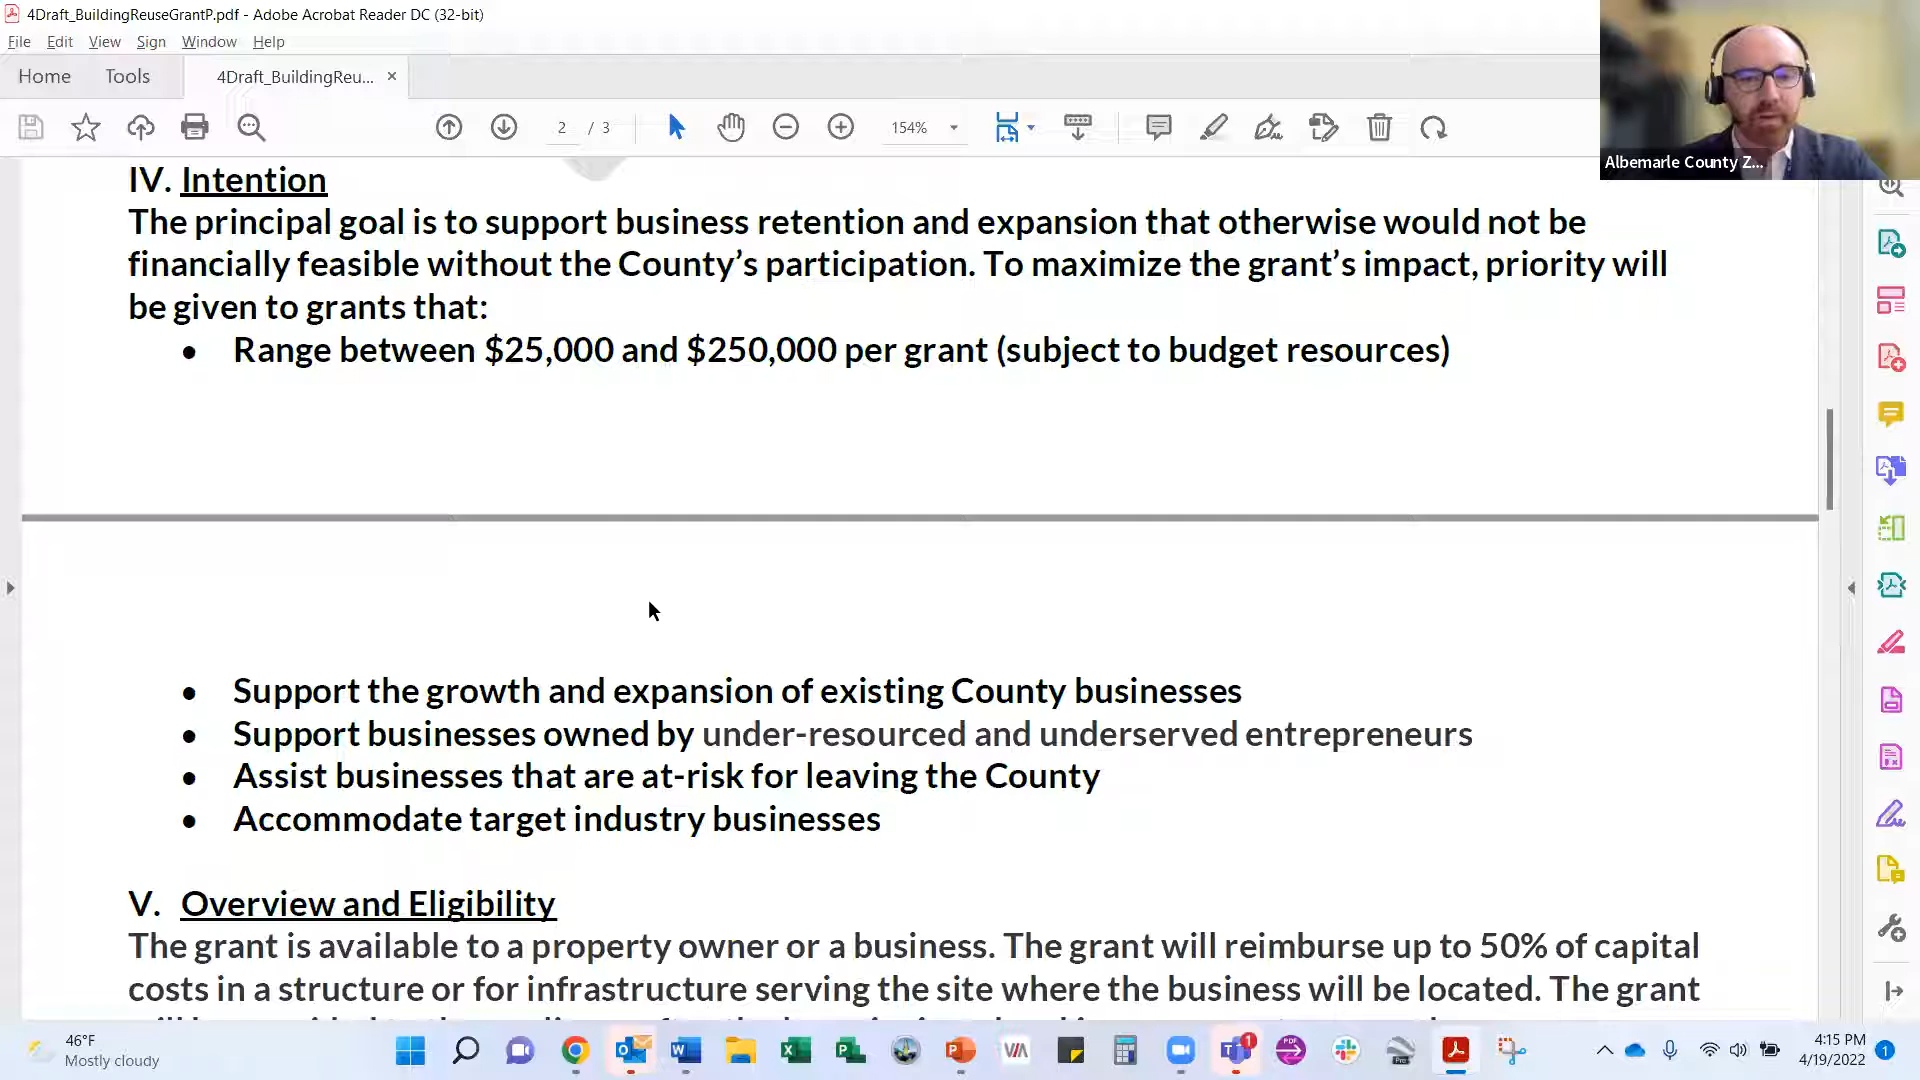 4Draft_BuildingReuseGrantP.pdf - Adobe Acrobat Reader DC (32-bit)
File Edit View Sign Window Help
Home Tools 4Draft_BuildingReu... ×
2 / 3 154%
Albemarle County Z...
IV. Intention
The principal goal is to support business retention and expansion that otherwise would not be
financially feasible without the County’s participation. To maximize the grant’s impact, priority will
be given to grants that:
• Range between $25,000 and $250,000 per grant (subject to budget resources)
• Support the growth and expansion of existing County businesses
• Support businesses owned by under-resourced and underserved entrepreneurs
• Assist businesses that are at-risk for leaving the County
• Accommodate target industry businesses
V. Overview and Eligibility
The grant is available to a property owner or a business. The grant will reimburse up to 50% of capital
costs in a structure or for infrastructure serving the site where the business will be located. The grant
46°F
Mostly cloudy
VIA
PDF
Pro
1
4:15 PM
4/19/2022
1